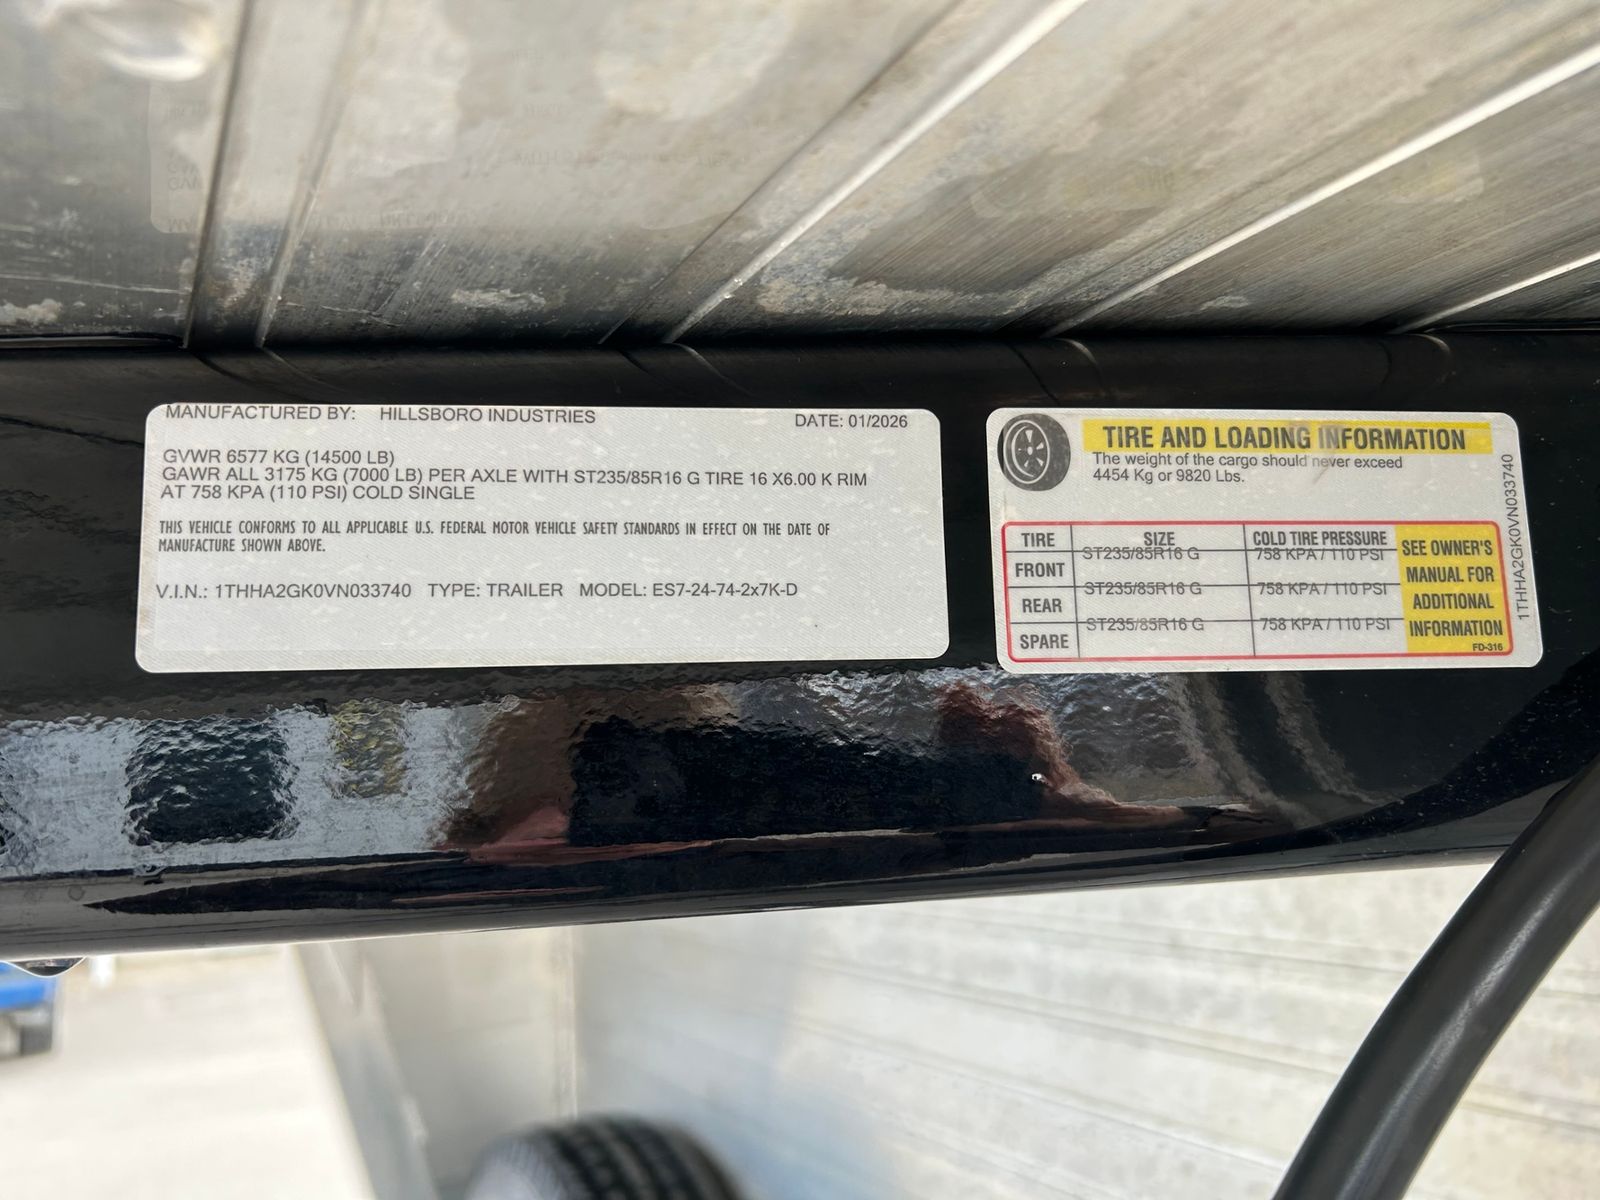 MANUFACTURED BY: HILLSBORO INDUSTRIES DATE: 01/2026
GVWR 6577 KG (14500 LB)
GAWR ALL 3175 KG (7000 LB) PER AXLE WITH ST235/85R16 G TIRE 16 X6.00 K RIM
AT 758 KPA (110 PSI) COLD SINGLE
THIS VEHICLE CONFORMS TO ALL APPLICABLE U.S. FEDERAL MOTOR VEHICLE SAFETY STANDARDS IN EFFECT ON THE DATE OF
MANUFACTURE SHOWN ABOVE.
V.I.N.: 1THHA2GK0VN033740 TYPE: TRAILER MODEL: ES7-24-74-2x7K-D
TIRE AND LOADING INFORMATION
The weight of the cargo should never exceed
4454 Kg or 9820 Lbs.
TIRE SIZE COLD TIRE PRESSURE
FRONT ST235/85R16 G 758 KPA / 110 PSI
REAR ST235/85R16 G 758 KPA / 110 PSI
SPARE ST235/85R16 G 758 KPA / 110 PSI
SEE OWNER'S
MANUAL FOR
ADDITIONAL
INFORMATION
FD-316
1THHA2GK0VN033740